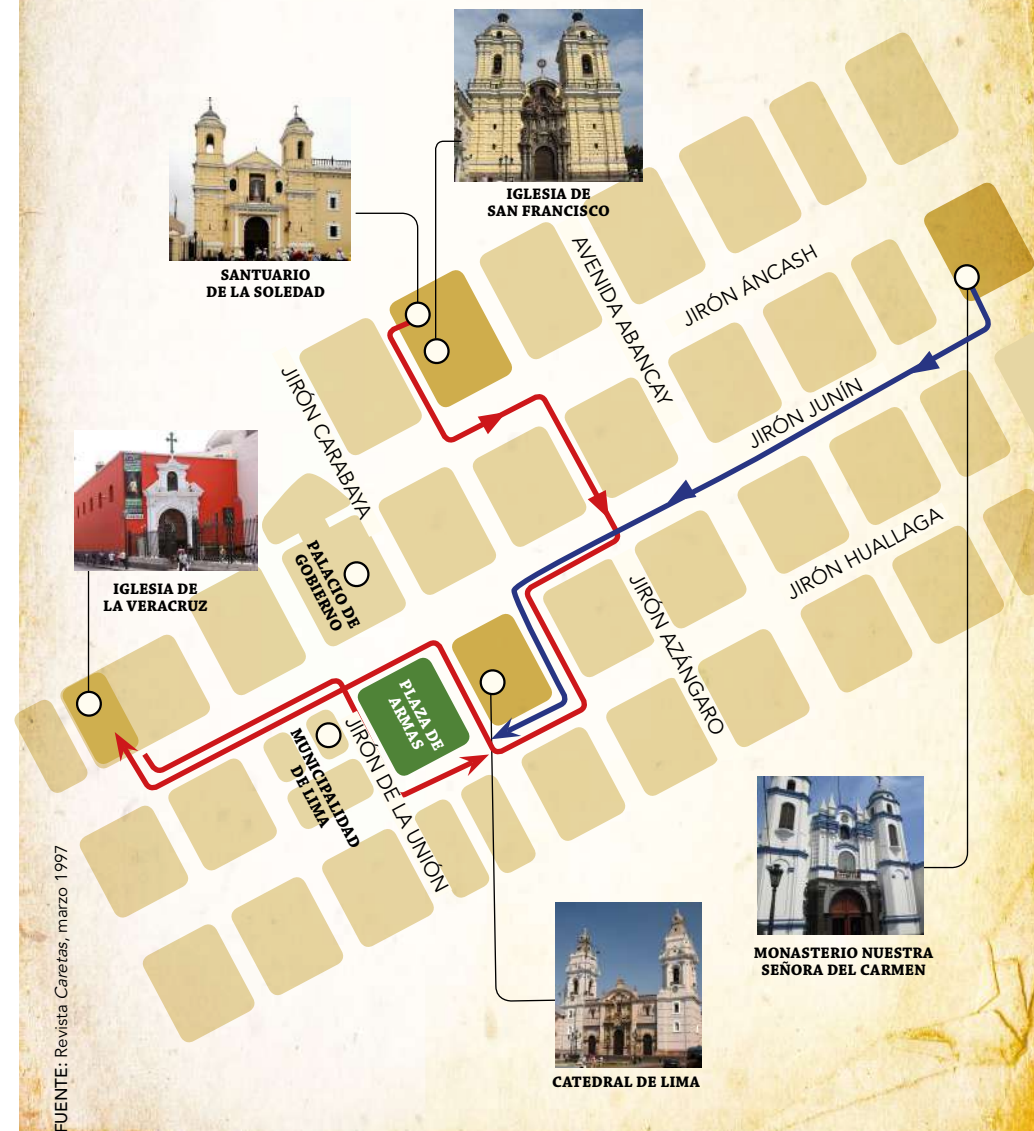 IGLESIA DE
SAN FRANCISCO
SANTUARIO
DE LA SOLEDAD
AVENIDA ABANCAY
JIRÓN ÁNCASH
JIRÓN CARABAYA
JIRÓN JUNÍN
IGLESIA DE
LA VERACRUZ
PALACIO DE
GOBIERNO
JIRÓN HUALLAGA
JIRÓN AZÁNGARO
PLAZA DE
ARMAS
MUNICIPALIDAD
DE LIMA
JIRÓN DE LA UNIÓN
MONASTERIO NUESTRA
SEÑORA DEL CARMEN
CATEDRAL DE LIMA
FUENTE: Revista Caretas, marzo 1997